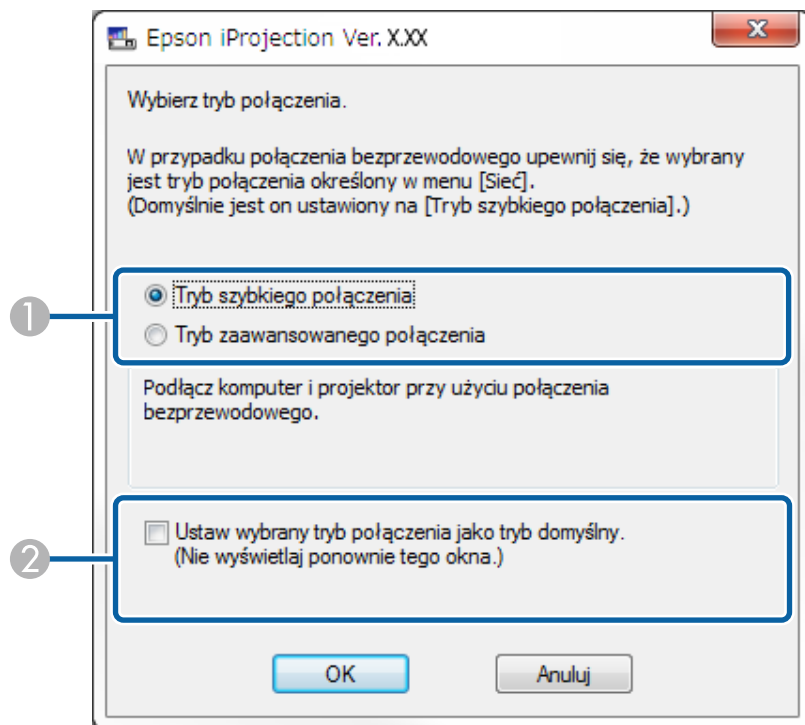 Epson iProjection Ver. X.XX
X
Wybierz tryb połączenia.
W przypadku połączenia bezprzewodowego upewnij się, że wybrany
jest tryb połączenia określony w menu [Sieć].
(Domyślnie jest on ustawiony na [Tryb szybkiego połączenia].)
1
Tryb szybkiego połączenia
Tryb zaawansowanego połączenia
Podłącz komputer i projektor przy użyciu połączenia
bezprzewodowego.
2
Ustaw wybrany tryb połączenia jako tryb domyślny.
(Nie wyświetlaj ponownie tego okna.)
OK
Anuluj